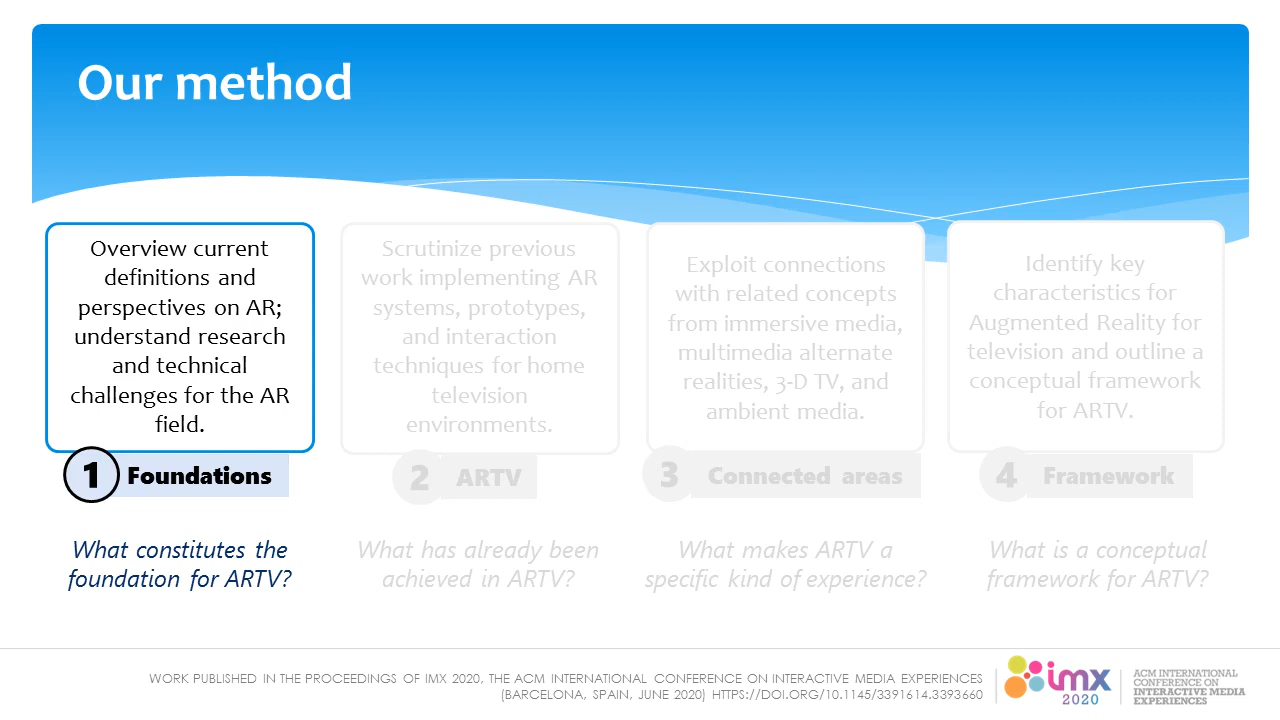 Our method
Overview current
definitions and
perspectives on AR;
understand research
and technical
challenges for the AR
field.
1 Foundations
What constitutes the
foundation for ARTV?
Scrutinize previous
work implementing AR
systems, prototypes,
and interaction
techniques for home
television
environments.
2 ARTV
What has already been
achieved in ARTV?
Exploit connections
with related concepts
from immersive media,
multimedia alternate
realities, 3-D TV, and
ambient media.
3 Connected areas
What makes ARTV a
specific kind of experience?
Identify key
characteristics for
Augmented Reality for
television and outline a
conceptual framework
for ARTV.
4 Framework
What is a conceptual
framework for ARTV?
WORK PUBLISHED IN THE PROCEEDINGS OF IMX 2020, THE ACM INTERNATIONAL CONFERENCE ON INTERACTIVE MEDIA EXPERIENCES
(BARCELONA, SPAIN, JUNE 2020) HTTPS://DOI.ORG/10.1145/3391614.3393660
imx
2020
ACM INTERNATIONAL
CONFERENCE ON
INTERACTIVE MEDIA
EXPERIENCES